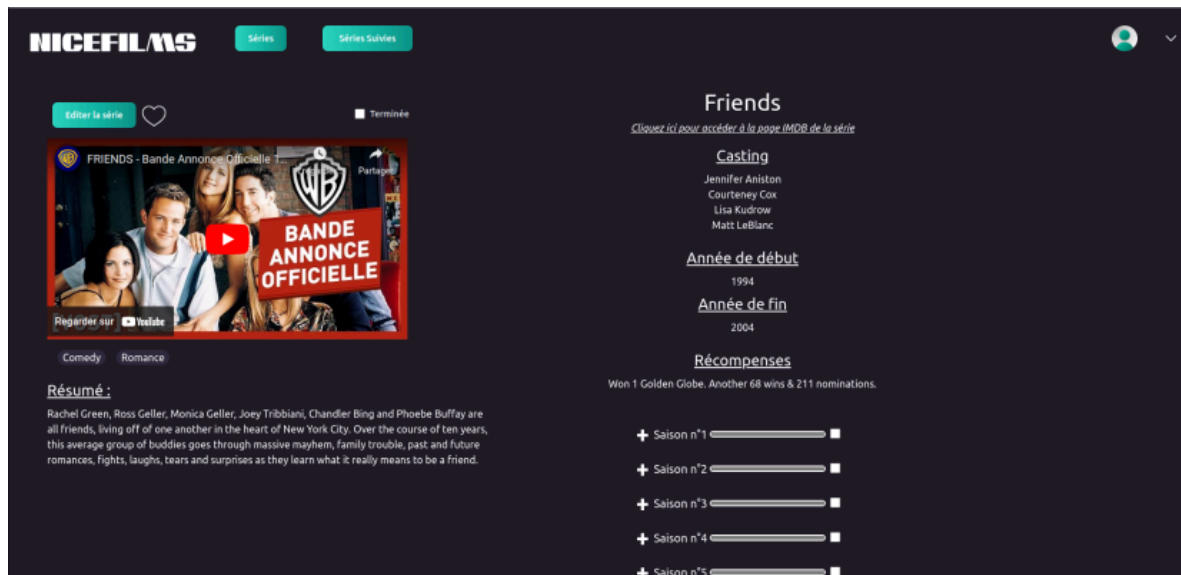 NICEFILMS
Séries
Séries Suivies
Editer la série
Terminée
FRIENDS - Bande Annonce Officielle 1...
Partager
BANDE
ANNONCE
OFFICIELLE
Regarder sur YouTube
Comedy
Romance
Résumé :
Rachel Green, Ross Geller, Monica Geller, Joey Tribbiani, Chandler Bing and Phoebe Buffay are
all friends, living off of one another in the heart of New York City. Over the course of ten years,
this average group of buddies goes through massive mayhem, family trouble, past and future
romances, fights, laughs, tears and surprises as they learn what it really means to be a friend.
Friends
Cliquez ici pour accéder à la page IMDB de la série
Casting
Jennifer Aniston
Courteney Cox
Lisa Kudrow
Matt LeBlanc
Année de début
1994
Année de fin
2004
Récompenses
Won 1 Golden Globe. Another 68 wins & 211 nominations.
Saison n°1
Saison n°2
Saison n°3
Saison n°4
Saison n°5